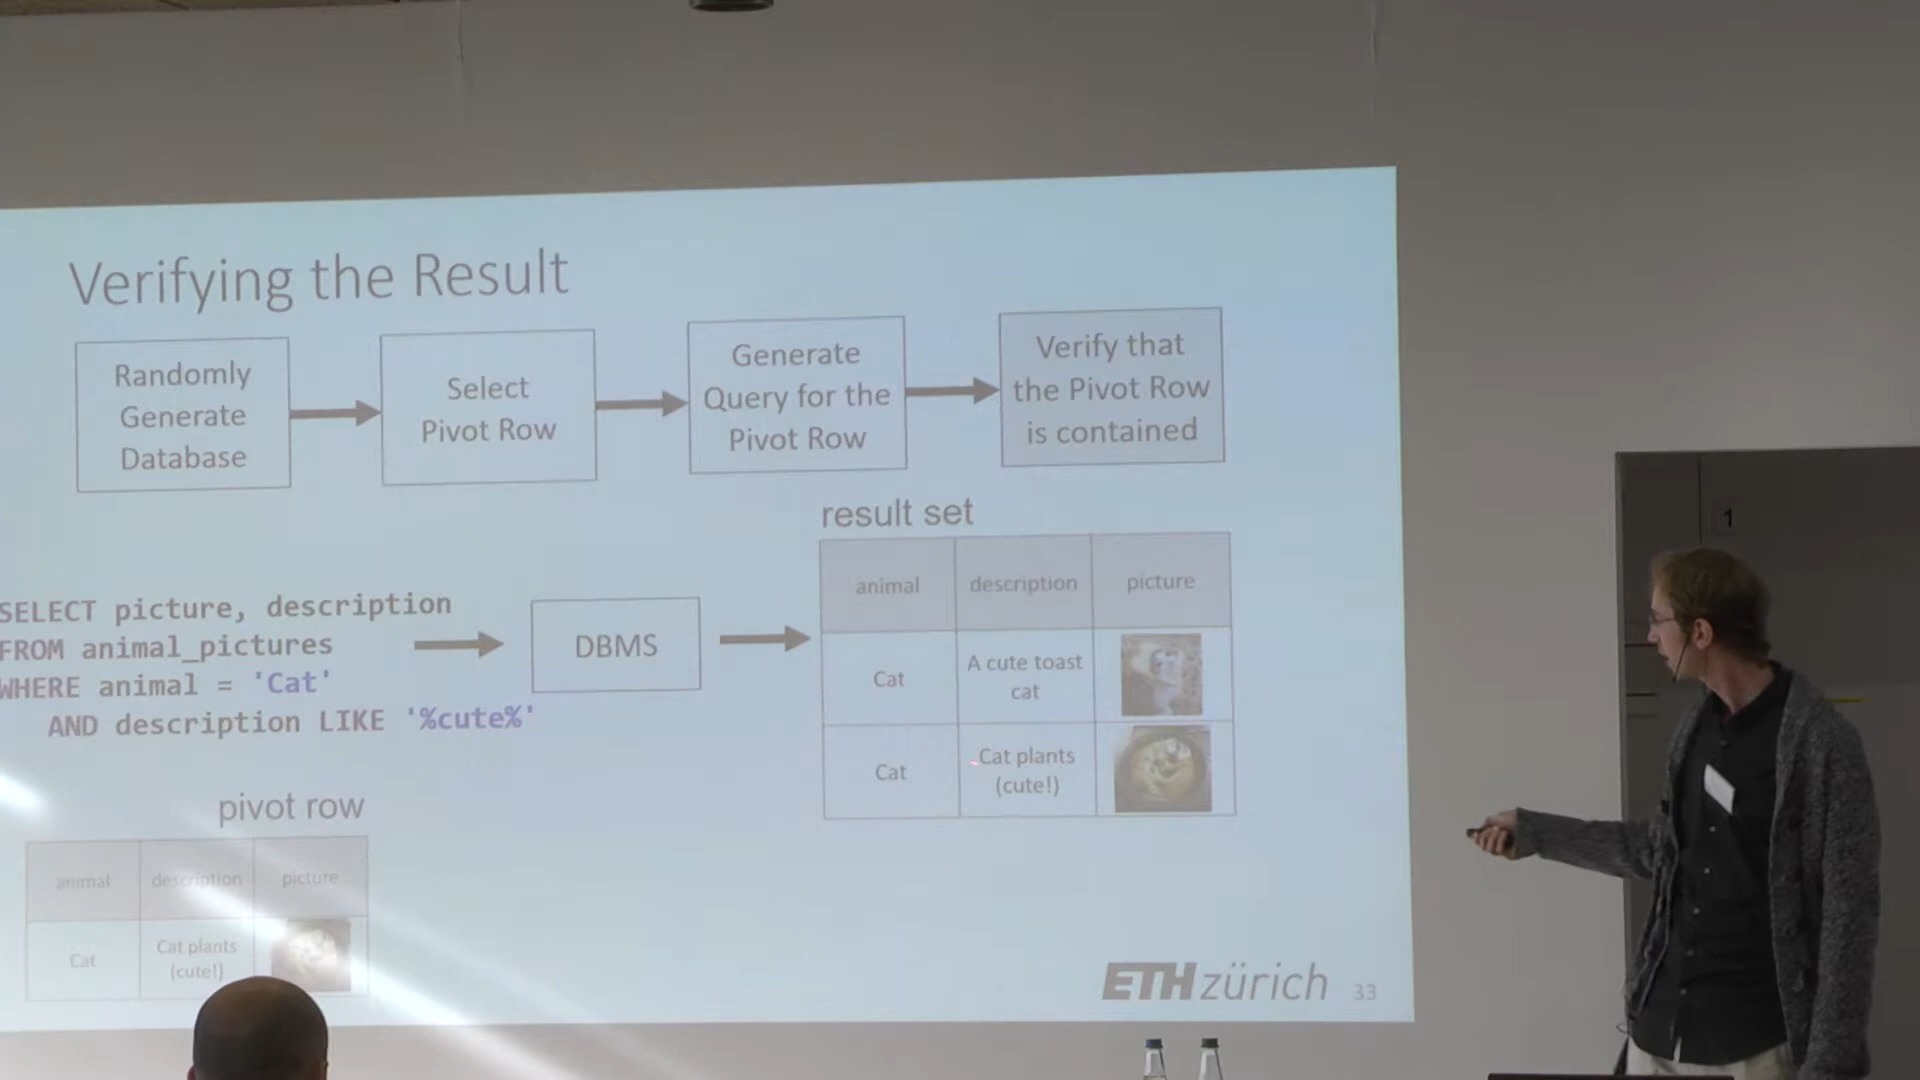 Verifying the Result
Randomly
Generate
Database
Select
Pivot Row
Generate
Query for the
Pivot Row
Verify that
the Pivot Row
is contained
SELECT picture, description
FROM animal_pictures
WHERE animal = 'Cat'
AND description LIKE '%cute%'
DBMS
result set
animal description picture
Cat
A cute toast
cat
Cat
Cat plants
(cute!)
pivot row
animal description picture
Cat
Cat plants
(cute!)
ETH zürich
33
1